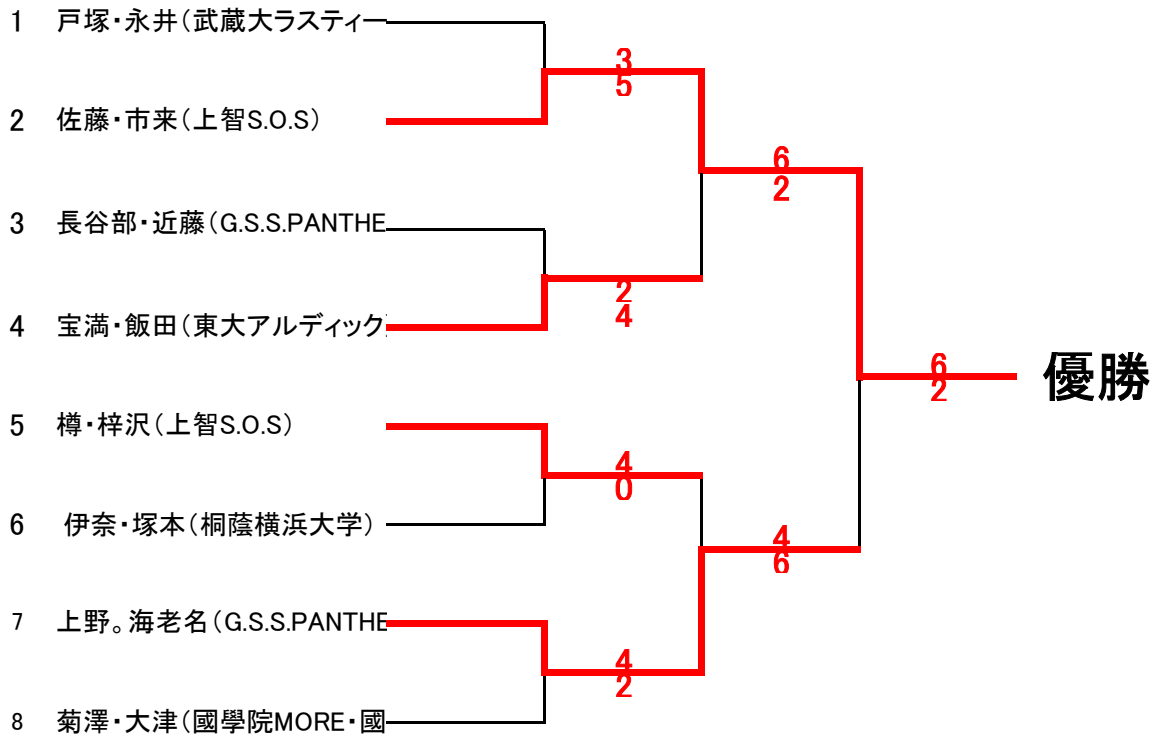 1 戸塚・永井(武蔵大ラスティー
3
5
2 佐藤・市来(上智S.O.S)
6
2
3 長谷部・近藤(G.S.S.PANTHE
2
4
4 宝満・飯田(東大アルディック)
6
2
優勝
5 樽・梓沢(上智S.O.S)
4
0
6 伊奈・塚本(桐蔭横浜大学)
4
6
7 上野。海老名(G.S.S.PANTHE
4
2
8 菊澤・大津(國學院MORE・國